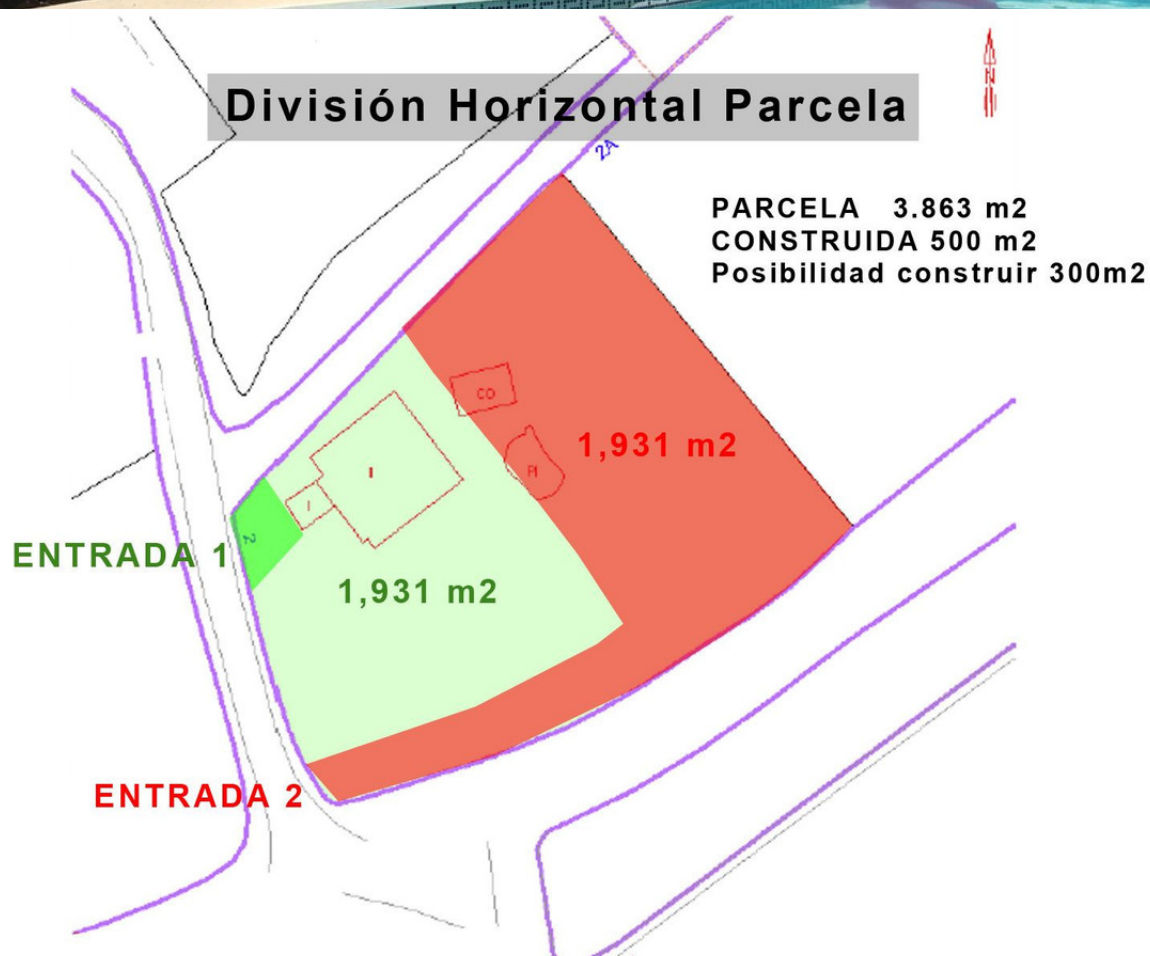 División Horizontal Parcela
N
2A
PARCELA 3.863 m2
CONSTRUIDA 500 m2
Posibilidad construir 300m2
CO
1,931 m2
PI
I
I
2
ENTRADA 1
1,931 m2
ENTRADA 2